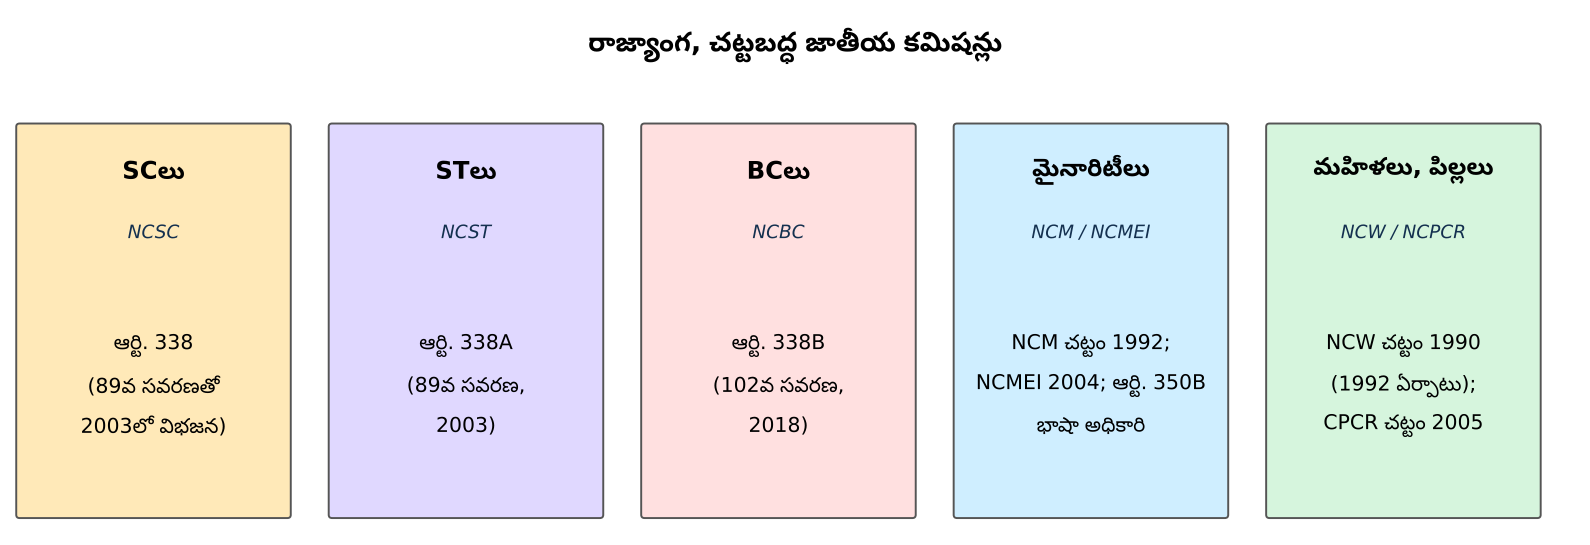 రాజ్యాంగ, చట్టబద్ధ జాతీయ కమిషన్లు
SCలు
NCSC
ఆర్టి. 338
(89వ సవరణతో
2003లో విభజన)
STలు
NCST
ఆర్టి. 338A
(89వ సవరణ,
2003)
BCలు
NCBC
ఆర్టి. 338B
(102వ సవరణ,
2018)
మైనారిటీలు
NCM / NCMEI
NCM చట్టం 1992;
NCMEI 2004; ఆర్టి. 350B
భాషా అధికారి
మహిళలు, పిల్లలు
NCW / NCPCR
NCW చట్టం 1990
(1992 ఏర్పాటు);
CPCR చట్టం 2005